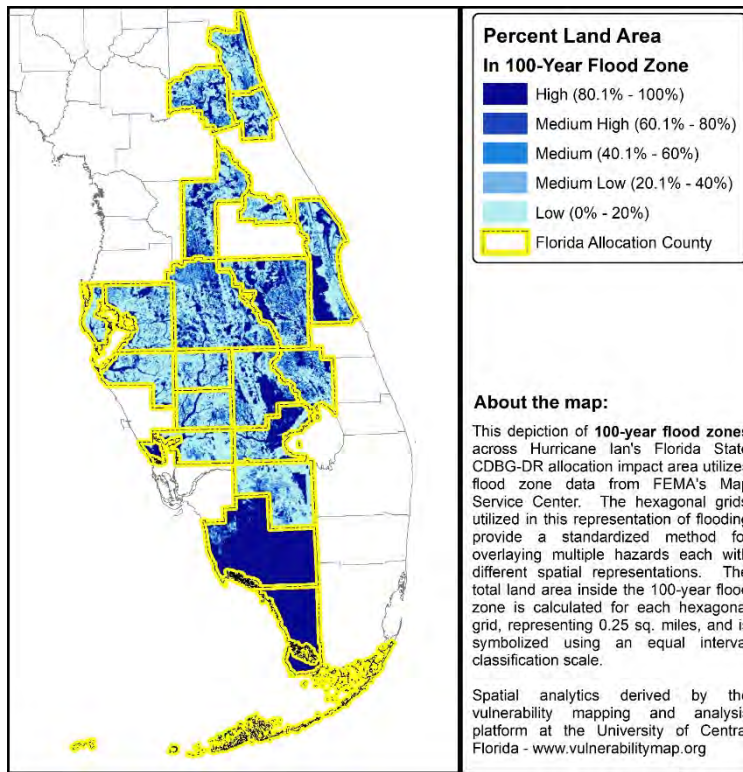 Percent Land Area
In 100-Year Flood Zone
High (80.1% - 100%)
Medium High (60.1% - 80%)
Medium (40.1% - 60%)
Medium Low (20.1% - 40%)
Low (0% - 20%)
Florida Allocation County
About the map:
This depiction of 100-year flood zones
across Hurricane Ian's Florida State
CDBG-DR allocation impact area utilizes
flood zone data from FEMA's Map
Service Center. The hexagonal grids
utilized in this representation of flooding
provide a standardized method fo
overlaying multiple hazards each with
different spatial representations. The
total land area inside the 100-year flood
zone is calculated for each hexagona
grid, representing 0.25 sq. miles, and is
symbolized using an equal interva
classification scale.
Spatial analytics derived by the
vulnerability mapping and analysis
platform at the University of Centra
Florida - www.vulnerabilitymap.org